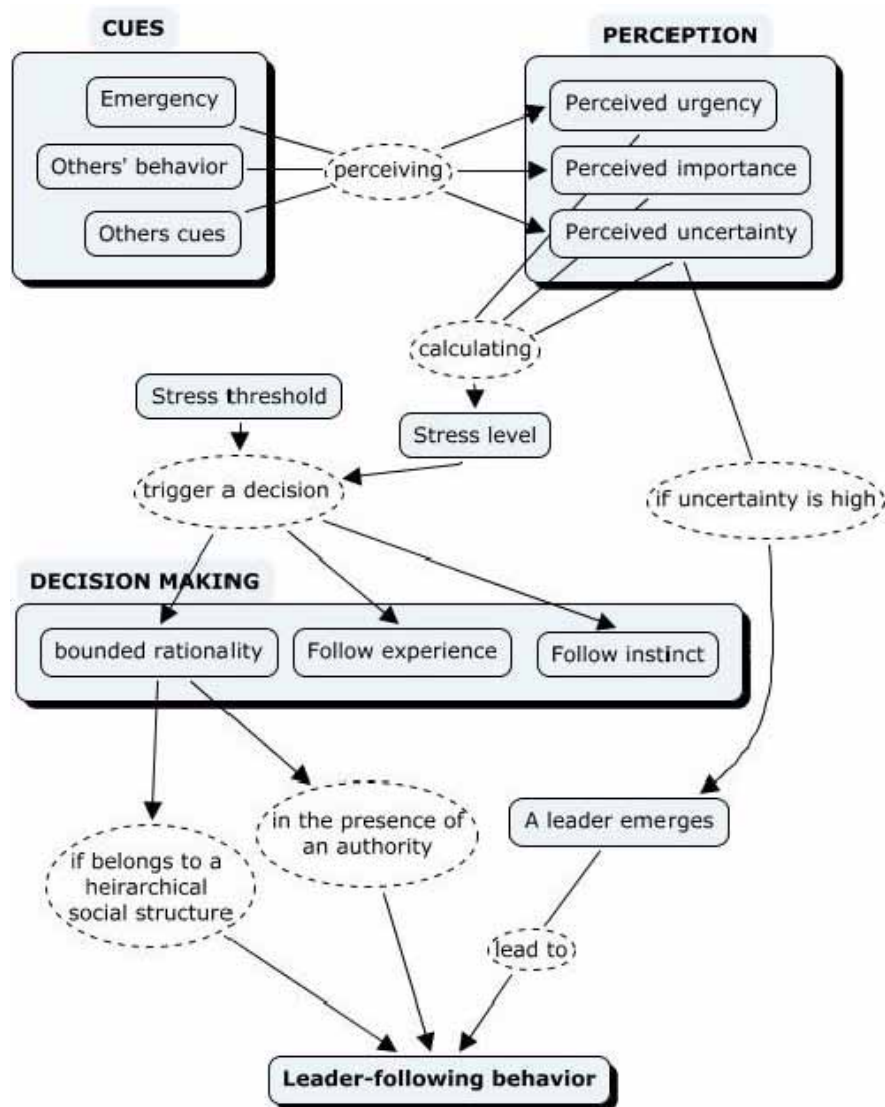 CUES
PERCEPTION
Emergency
Others' behavior
Others cues
perceiving
Perceived urgency
Perceived importance
Perceived uncertainty
calculating
Stress threshold
Stress level
trigger a decision
if uncertainty is high
DECISION MAKING
bounded rationality
Follow experience
Follow instinct
in the presence of
an authority
A leader emerges
if belongs to a
heirarchical
social structure
lead to
Leader-following behavior